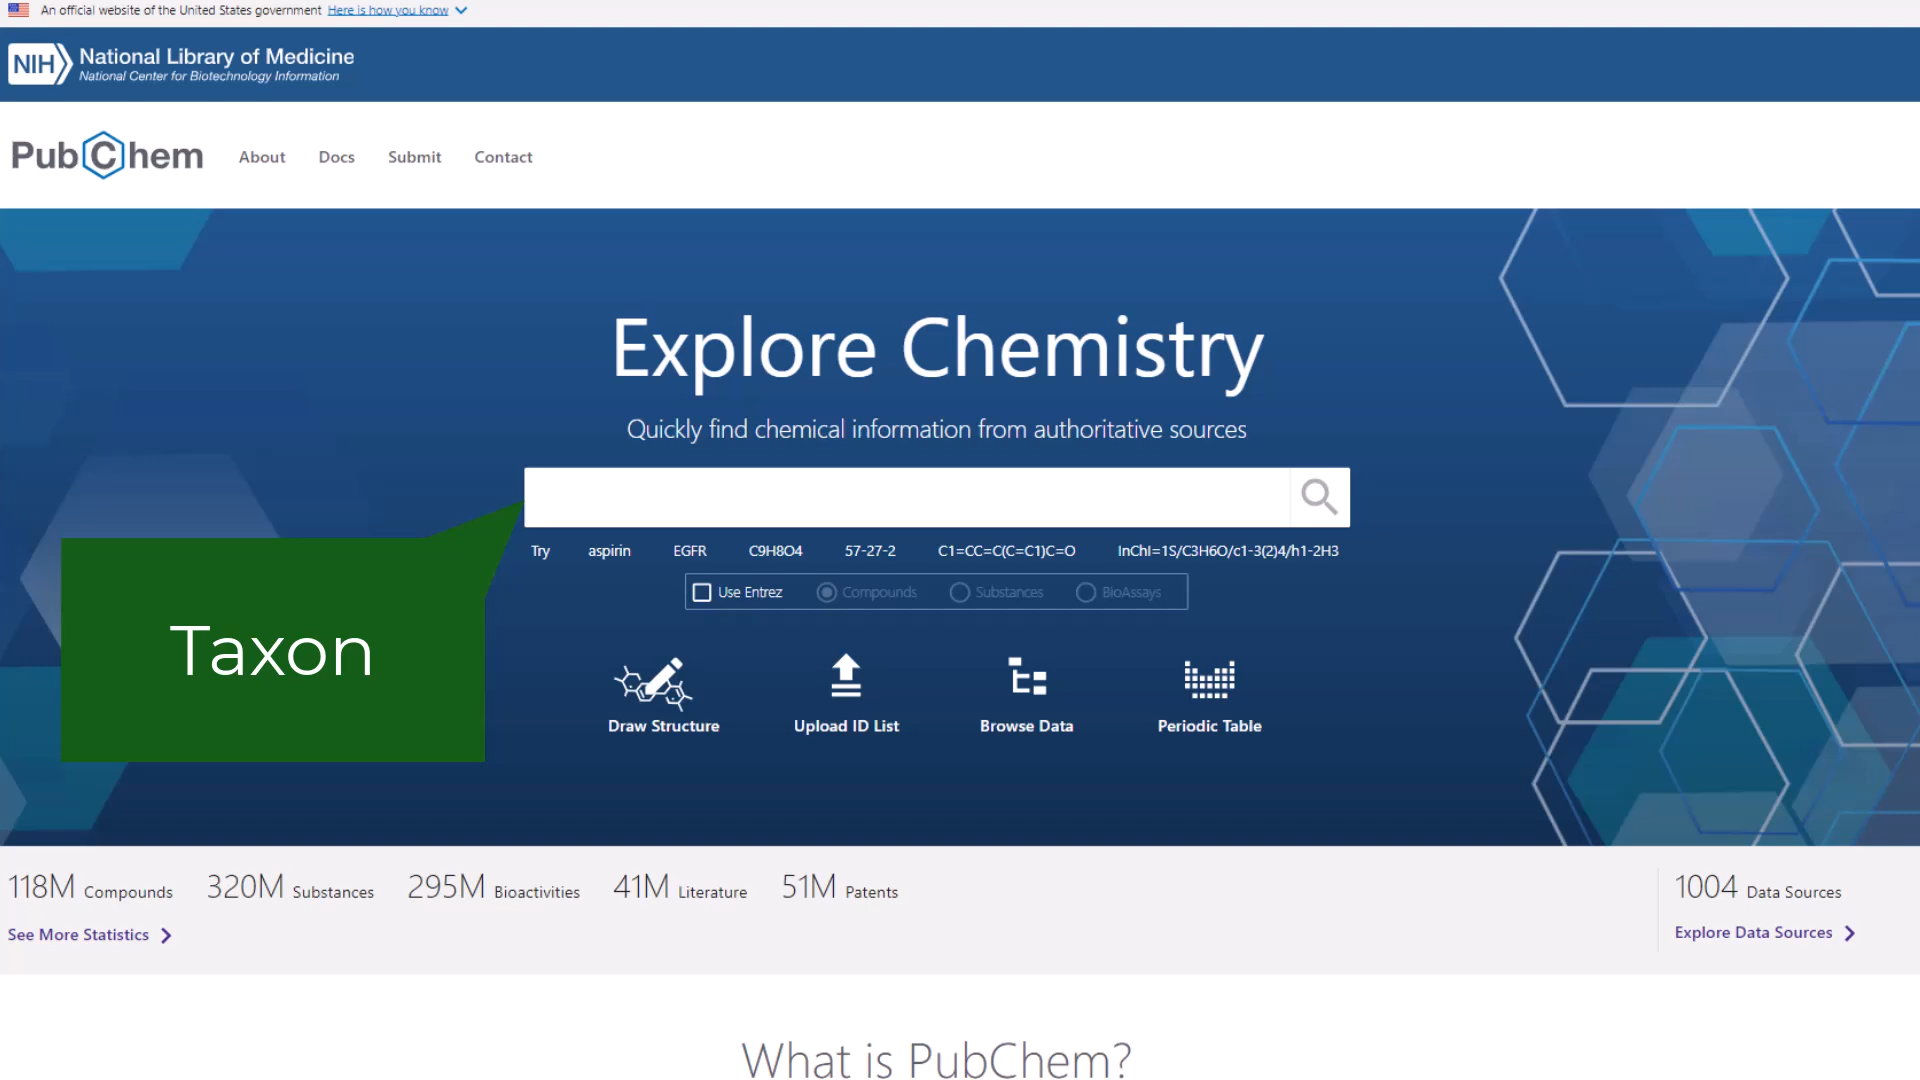 An official website of the United States government Here is how you know
NIH National Library of Medicine
National Center for Biotechnology Information
PubChem About Docs Submit Contact
Explore Chemistry
Quickly find chemical information from authoritative sources
Try aspirin EGFR C9H8O4 57-27-2 C1=CC=C(C=C1)C=O InChI=1S/C3H6O/c1-3(2)4/h1-2H3
Use Entrez Compounds Substances BioAssays
Taxon
Draw Structure Upload ID List Browse Data Periodic Table
118M Compounds 320M Substances 295M Bioactivities 41M Literature 51M Patents 1004 Data Sources
See More Statistics Explore Data Sources
What is PubChem?